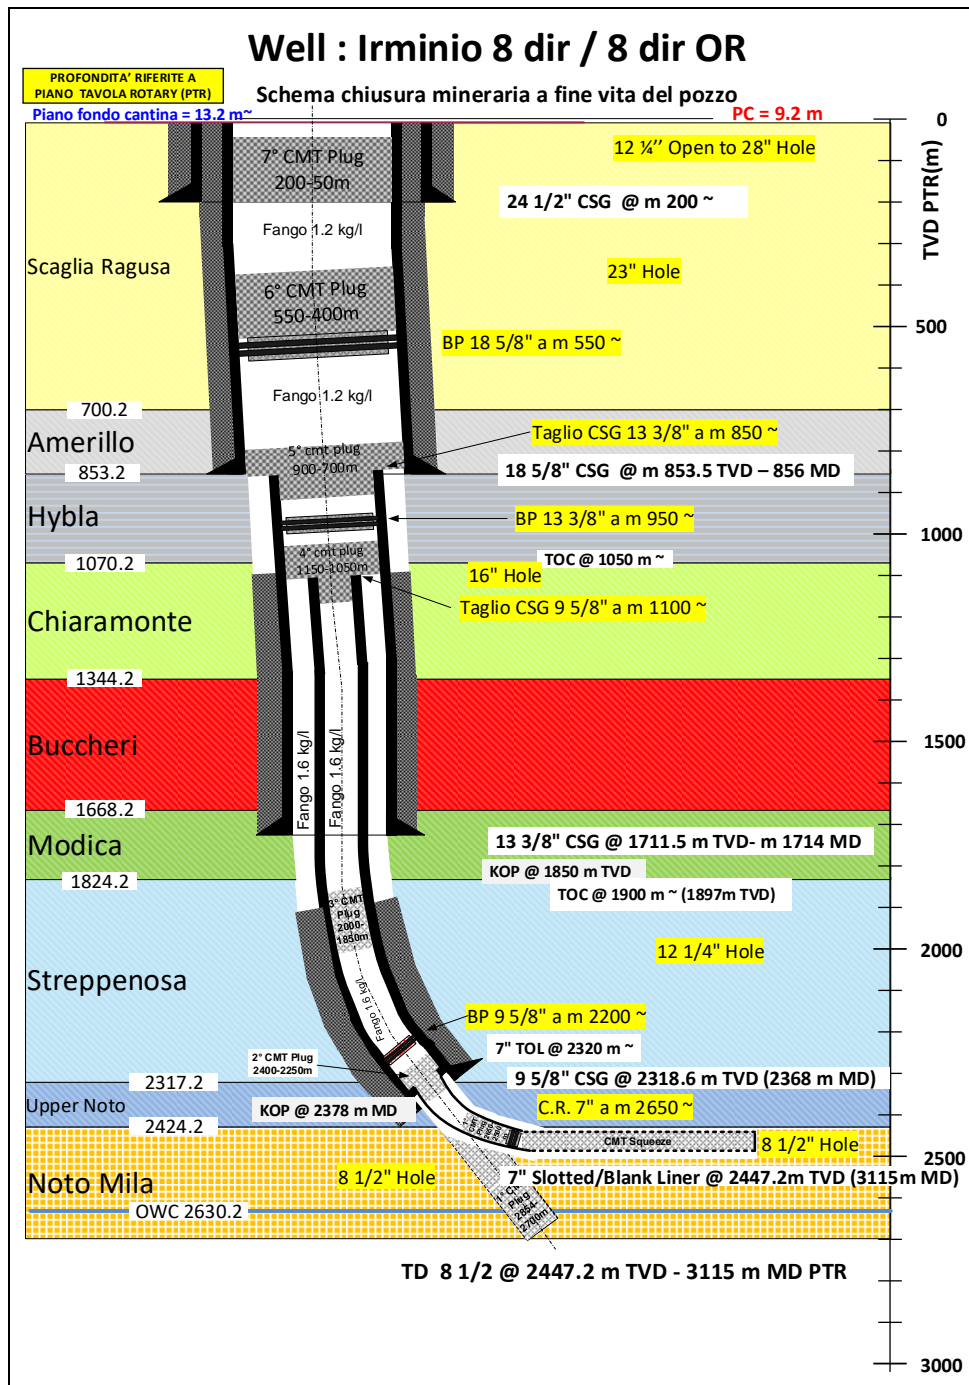 Well : Irminio 8 dir / 8 dir OR
PROFONDITA' RIFERITE A
PIANO TAVOLA ROTARY (PTR)
Schema chiusura mineraria a fine vita del pozzo
Piano fondo cantina = 13.2 m~
PC = 9.2 m
0
12 ¼'' Open to 28" Hole
7° CMT Plug
200-50m
24 1/2" CSG @ m 200 ~
TVD PTR(m)
Fango 1.2 kg/l
Scaglia Ragusa
23" Hole
6° CMT Plug
550-400m
500
BP 18 5/8" a m 550 ~
Fango 1.2 kg/l
700.2
Taglio CSG 13 3/8" a m 850 ~
Amerillo
5° cmt plug
900-700m
853.2
18 5/8" CSG @ m 853.5 TVD – 856 MD
Hybla
BP 13 3/8" a m 950 ~
1000
4° cmt plug
1150-1050m
1070.2
TOC @ 1050 m ~
16" Hole
Taglio CSG 9 5/8" a m 1100 ~
Chiaramonte
1344.2
Buccheri
Fango 1.6 kg/l
Fango 1.6 kg/l
1500
1668.2
Modica
13 3/8" CSG @ 1711.5 m TVD- m 1714 MD
KOP @ 1850 m TVD
1824.2
TOC @ 1900 m ~ (1897m TVD)
3° CMT
Plug
2000-
1850m
12 1/4" Hole
2000
Streppenosa
Fango 1.6 kg/L
BP 9 5/8" a m 2200 ~
7" TOL @ 2320 m ~
2° CMT Plug
2400-2250m
9 5/8" CSG @ 2318.6 m TVD (2368 m MD)
2317.2
Upper Noto
KOP @ 2378 m MD
C.R. 7" a m 2650 ~
2424.2
CMT Squeeze
8 1/2" Hole
2500
Noto Mila
8 1/2" Hole
7" Slotted/Blank Liner @ 2447.2m TVD (3115m MD)
1° CMT
Plug
2854-
2700m
OWC 2630.2
TD 8 1/2 @ 2447.2 m TVD - 3115 m MD PTR
3000